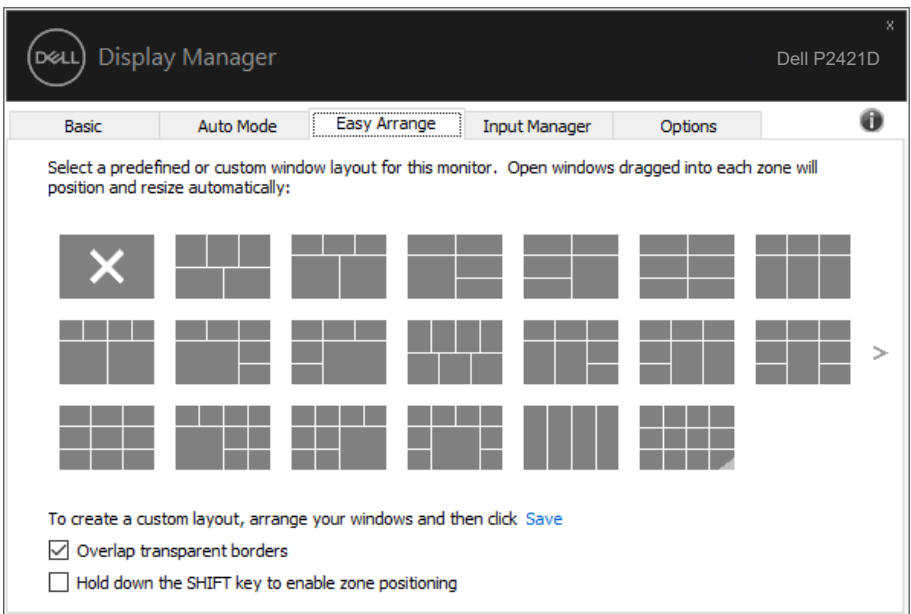 x
DELL Display Manager
Dell P2421D
Basic Auto Mode Easy Arrange Input Manager Options
Select a predefined or custom window layout for this monitor. Open windows dragged into each zone will
position and resize automatically:
>
To create a custom layout, arrange your windows and then click Save
Overlap transparent borders
Hold down the SHIFT key to enable zone positioning